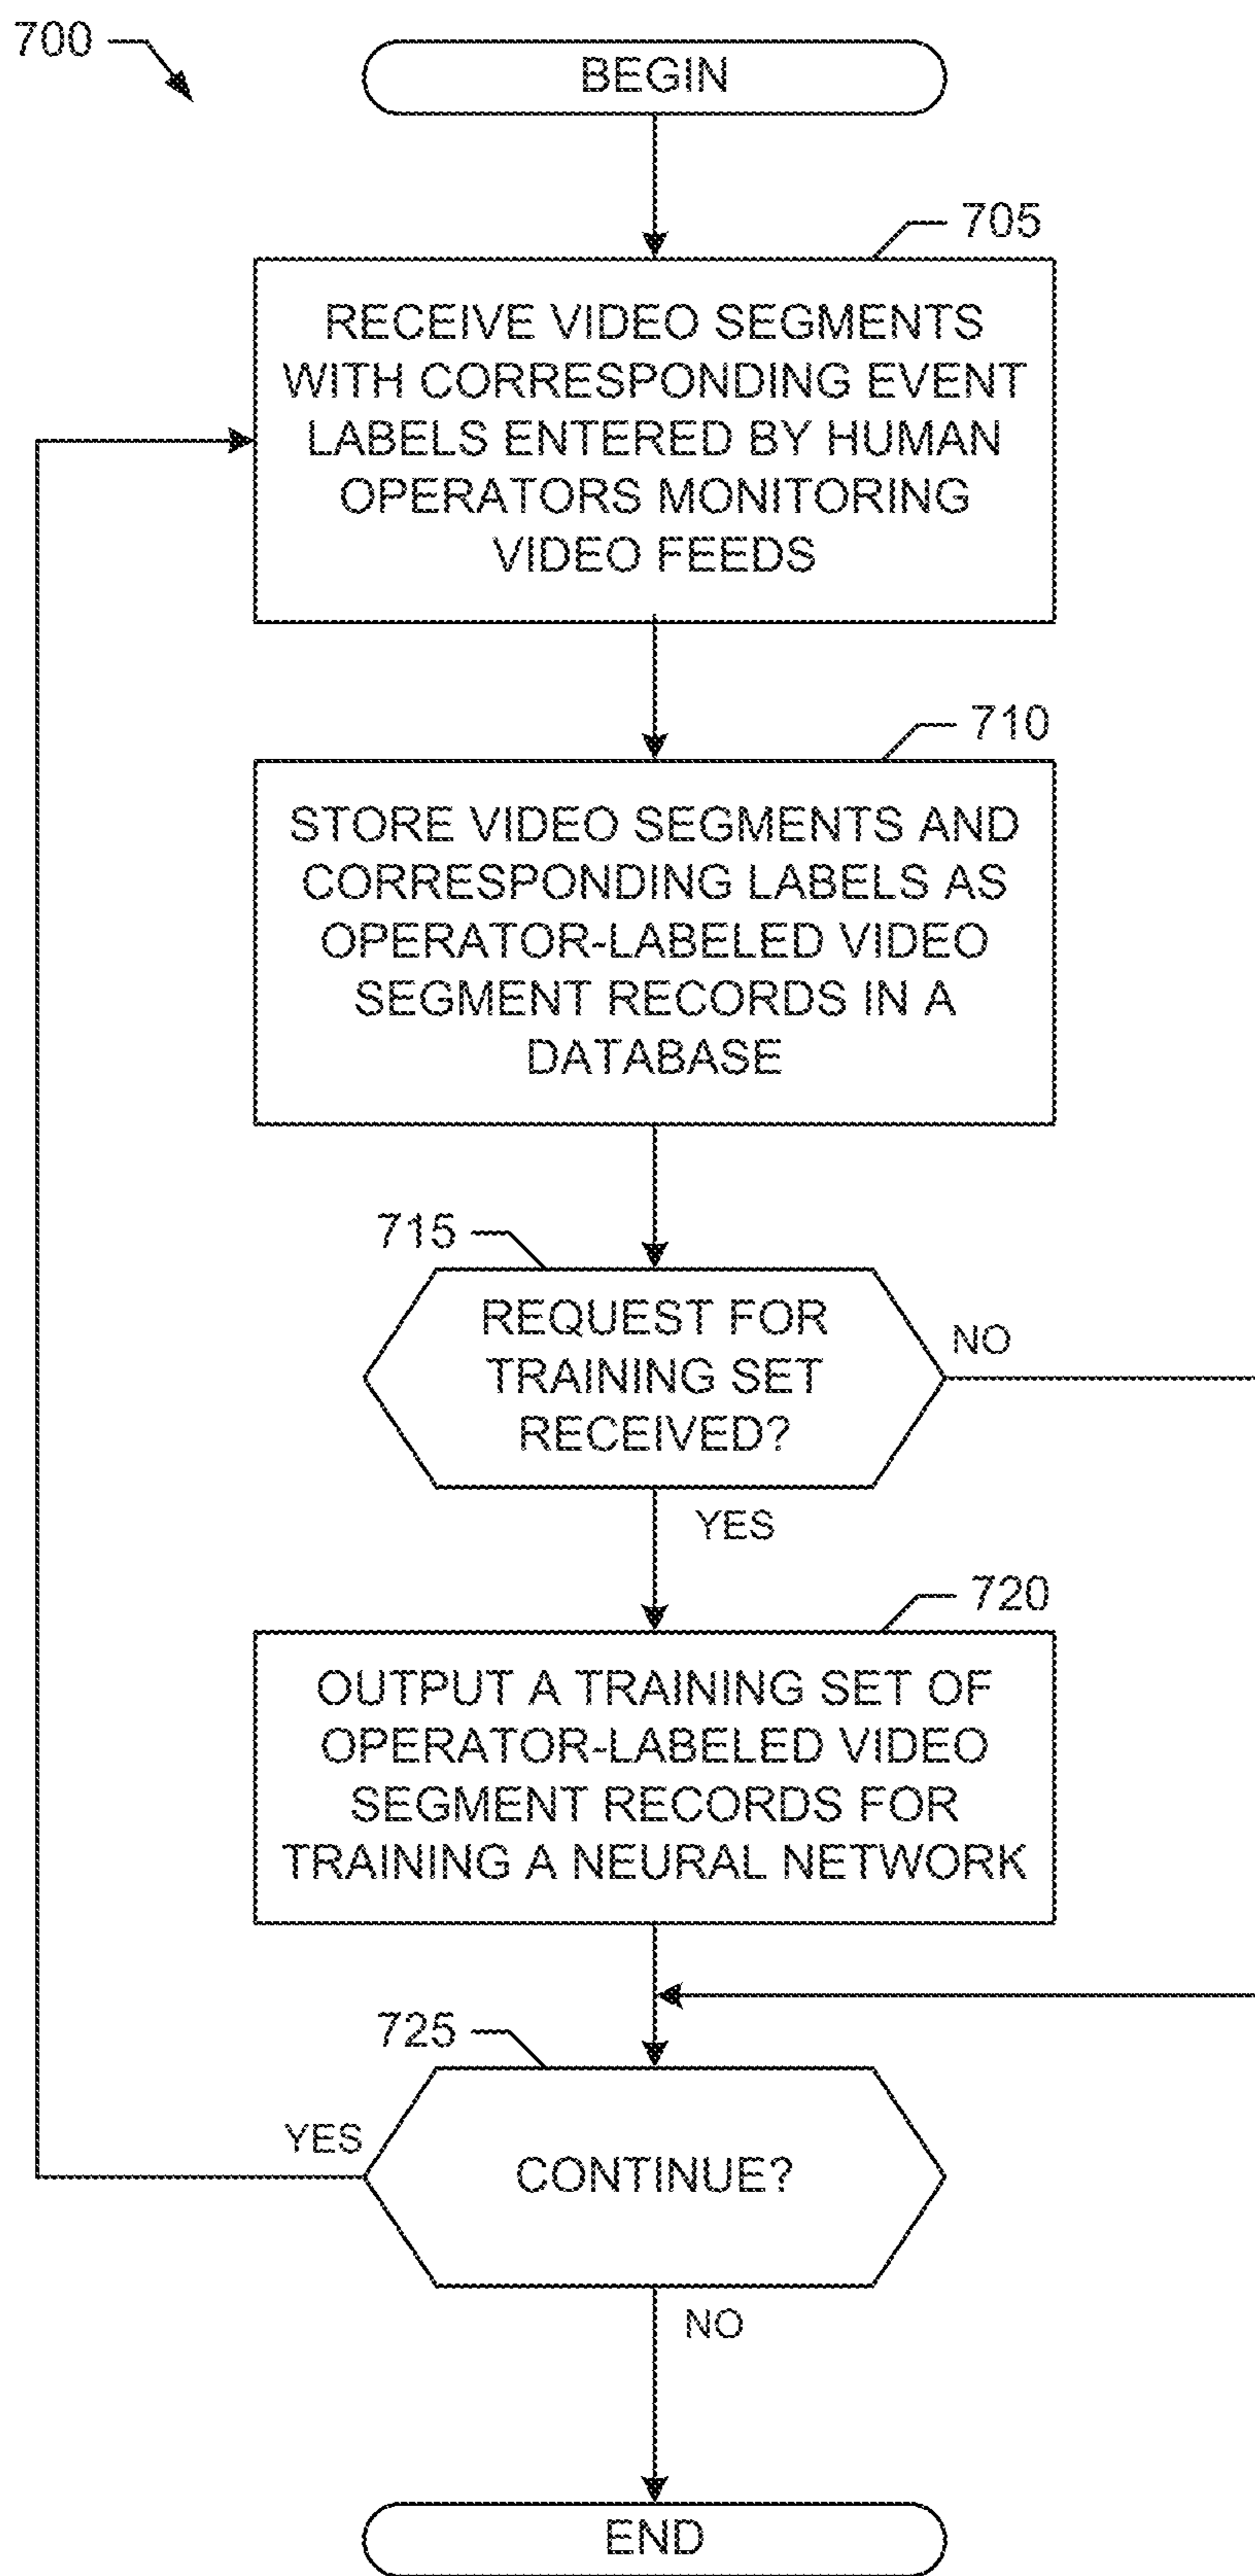 700
BEGIN
705
RECEIVE VIDEO SEGMENTS
WITH CORRESPONDING EVENT
LABELS ENTERED BY HUMAN
OPERATORS MONITORING
VIDEO FEEDS
710
STORE VIDEO SEGMENTS AND
CORRESPONDING LABELS AS
OPERATOR-LABELED VIDEO
SEGMENT RECORDS IN A
DATABASE
715
REQUEST FOR
TRAINING SET
RECEIVED?
NO
YES
720
OUTPUT A TRAINING SET OF
OPERATOR-LABELED VIDEO
SEGMENT RECORDS FOR
TRAINING A NEURAL NETWORK
725
YES
CONTINUE?
NO
END